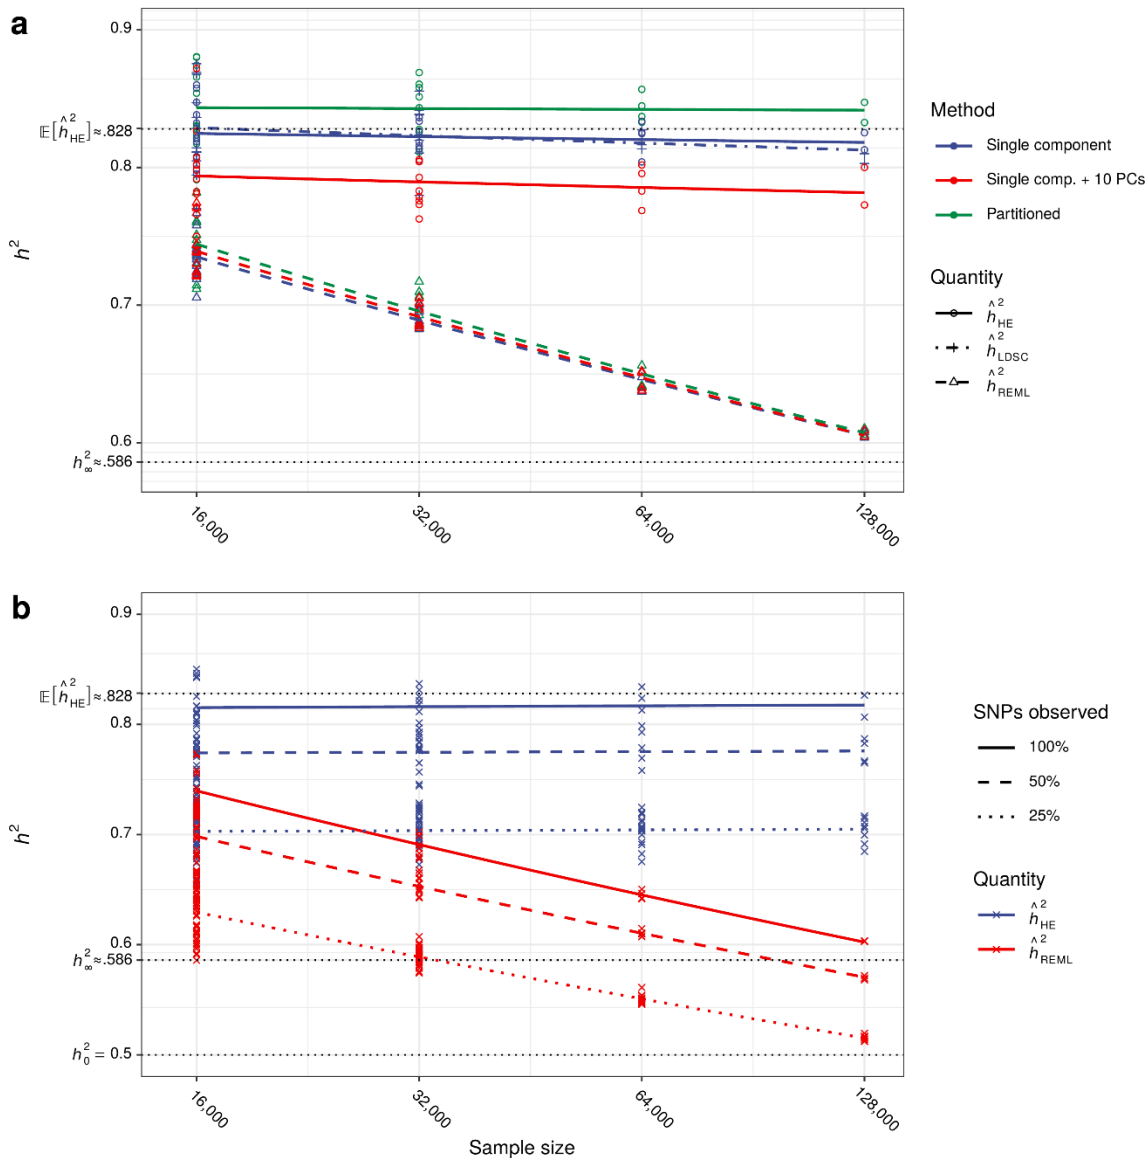 a
0.9
𝔼[ĥ²HE]≈.828
0.8
0.7
0.6
h²∞≈.586
h²
16,000
32,000
64,000
128,000
Method
Single component
Single comp. + 10 PCs
Partitioned
Quantity
ĥ²HE
ĥ²LDSC
ĥ²REML
b
0.9
𝔼[ĥ²HE]≈.828
0.8
0.7
0.6
h²∞≈.586
h²0 = 0.5
h²
16,000
32,000
64,000
128,000
Sample size
SNPs observed
100%
50%
25%
Quantity
ĥ²HE
ĥ²REML